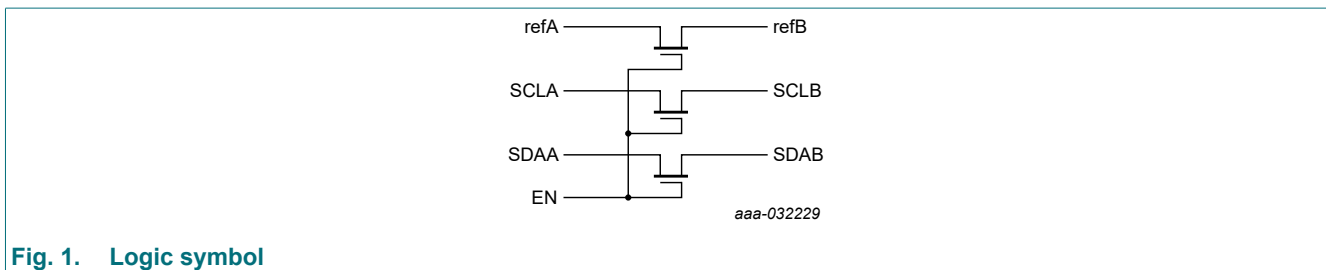 refA refB
SCLA SCLB
SDAA SDAB
EN
aaa-032229
Fig. 1. Logic symbol